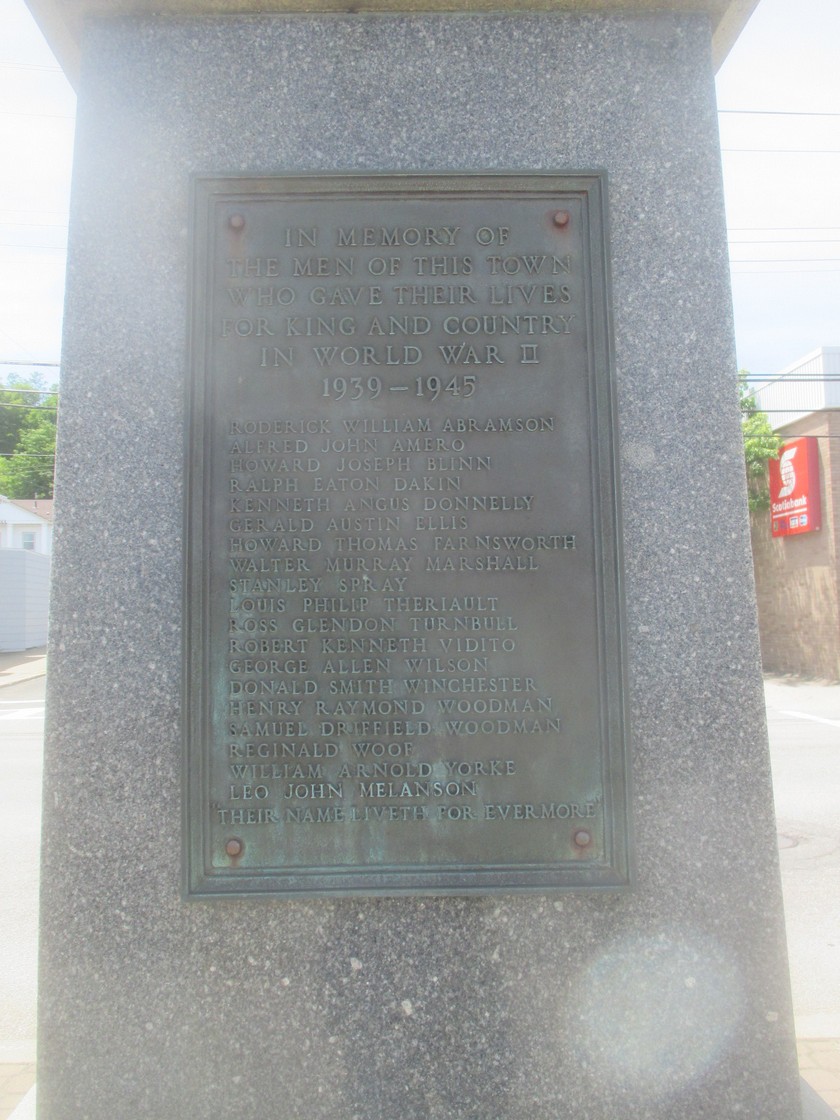 IN MEMORY OF
THE MEN OF THIS TOWN
WHO GAVE THEIR LIVES
FOR KING AND COUNTRY
IN WORLD WAR II
1939 – 1945
RODERICK WILLIAM ABRAMSON
ALFRED JOHN AMERO
HOWARD JOSEPH BLINN
RALPH EATON DAKIN
KENNETH ANGUS DONNELLY
GERALD AUSTIN ELLIS
HOWARD THOMAS FARNSWORTH
WALTER MURRAY MARSHALL
STANLEY SPRAY
LOUIS PHILIP THERIAULT
ROSS GLENDON TURNBULL
ROBERT KENNETH VIDITO
GEORGE ALLEN WILSON
DONALD SMITH WINCHESTER
HENRY RAYMOND WOODMAN
SAMUEL DRIFFIELD WOODMAN
REGINALD WOOF
WILLIAM ARNOLD YORKE
LEO JOHN MELANSON
"THEIR NAME LIVETH FOR EVERMORE"
Scotiabank